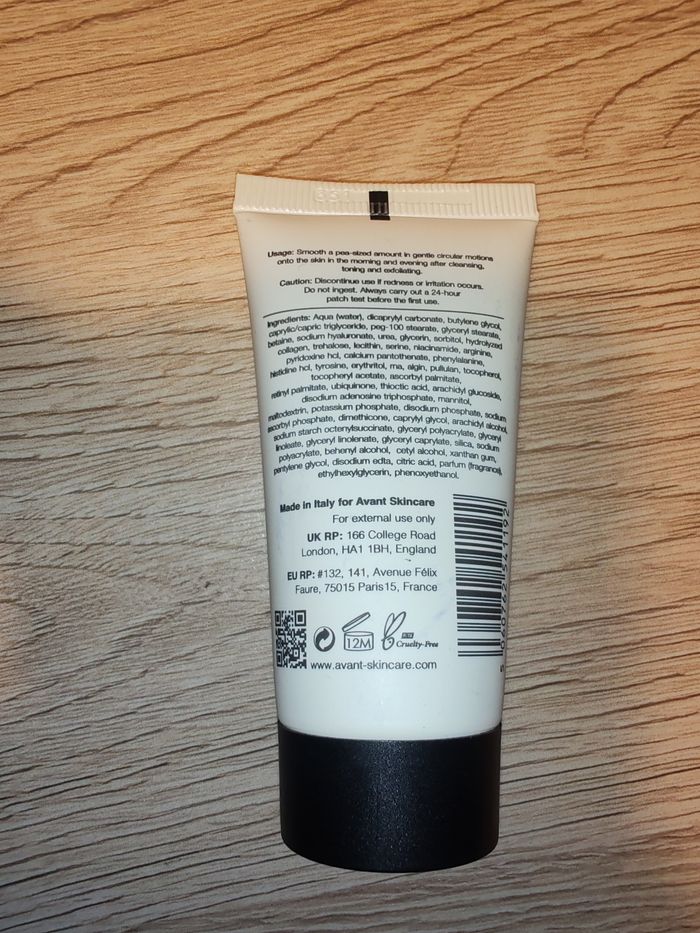 Usage: Smooth a pea-sized amount in gentle circular motions
onto the skin in the morning and evening after cleansing,
toning and exfoliating.
Caution: Discontinue use if redness or irritation occurs.
Do not ingest. Always carry out a 24-hour
patch test before the first use.
Ingredients: Aqua (water), dicaprylyl carbonate, butylene glycol,
caprylic/capric triglyceride, peg-100 stearate, glyceryl stearate,
betaine, sodium hyaluronate, urea, glycerin, sorbitol, hydrolyzed
collagen, trehalose, lecithin, serine, niacinamide, arginine,
pyridoxine hcl, calcium pantothenate, phenylalanine,
histidine hcl, tyrosine, erythritol, rna, algin, pullulan, tocopherol,
tocopheryl acetate, ascorbyl palmitate,
retinyl palmitate, ubiquinone, thioctic acid, arachidyl glucoside,
disodium adenosine triphosphate, mannitol,
maltodextrin, potassium phosphate, disodium phosphate, sodium
ascorbyl phosphate, dimethicone, caprylyl glycol, arachidyl alcohol,
sodium starch octenylsuccinate, glyceryl polyacrylate, glyceryl
linoleate, glyceryl linolenate, glyceryl caprylate, silica, sodium
polyacrylate, behenyl alcohol, cetyl alcohol, xanthan gum,
pentylene glycol, disodium edta, citric acid, parfum (fragrance),
ethylhexylglycerin, phenoxyethanol.
Made in Italy for Avant Skincare
For external use only
UK RP: 166 College Road
London, HA1 1BH, England
EU RP: #132, 141, Avenue Félix
Faure, 75015 Paris15, France
12M
Cruelty-Free
www.avant-skincare.com